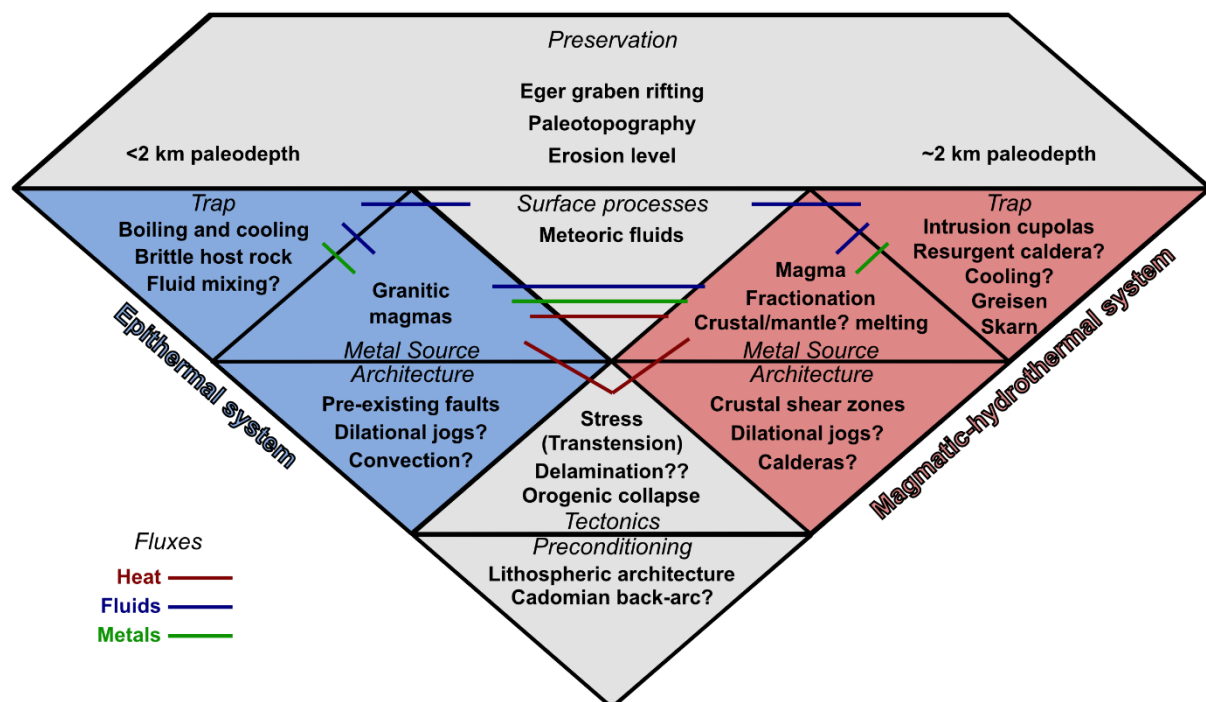 Preservation
Eger graben rifting
Paleotopography
Erosion level
<2 km paleodepth
~2 km paleodepth
Trap
Boiling and cooling
Brittle host rock
Fluid mixing?
Surface processes
Meteoric fluids
Trap
Intrusion cupolas
Resurgent caldera?
Cooling?
Greisen
Skarn
Granitic
magmas
Metal Source
Magma
Fractionation
Crustal/mantle? melting
Metal Source
Architecture
Pre-existing faults
Dilational jogs?
Convection?
Architecture
Crustal shear zones
Dilational jogs?
Calderas?
Stress
(Transtension)
Delamination??
Orogenic collapse
Tectonics
Preconditioning
Lithospheric architecture
Cadomian back-arc?
Epithermal system
Magmatic-hydrothermal system
Fluxes
Heat
Fluids
Metals